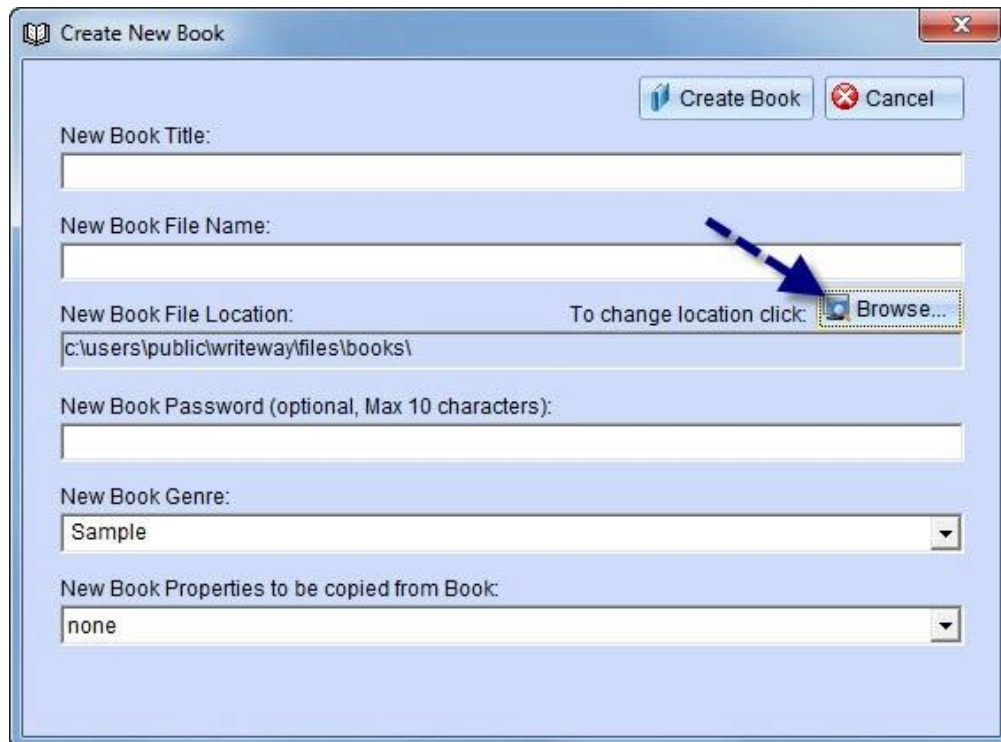 Create New Book
Create Book Cancel
New Book Title:
New Book File Name:
New Book File Location: To change location click: Browse...
c:\users\public\writeway\files\books\
New Book Password (optional, Max 10 characters):
New Book Genre:
Sample
New Book Properties to be copied from Book:
none